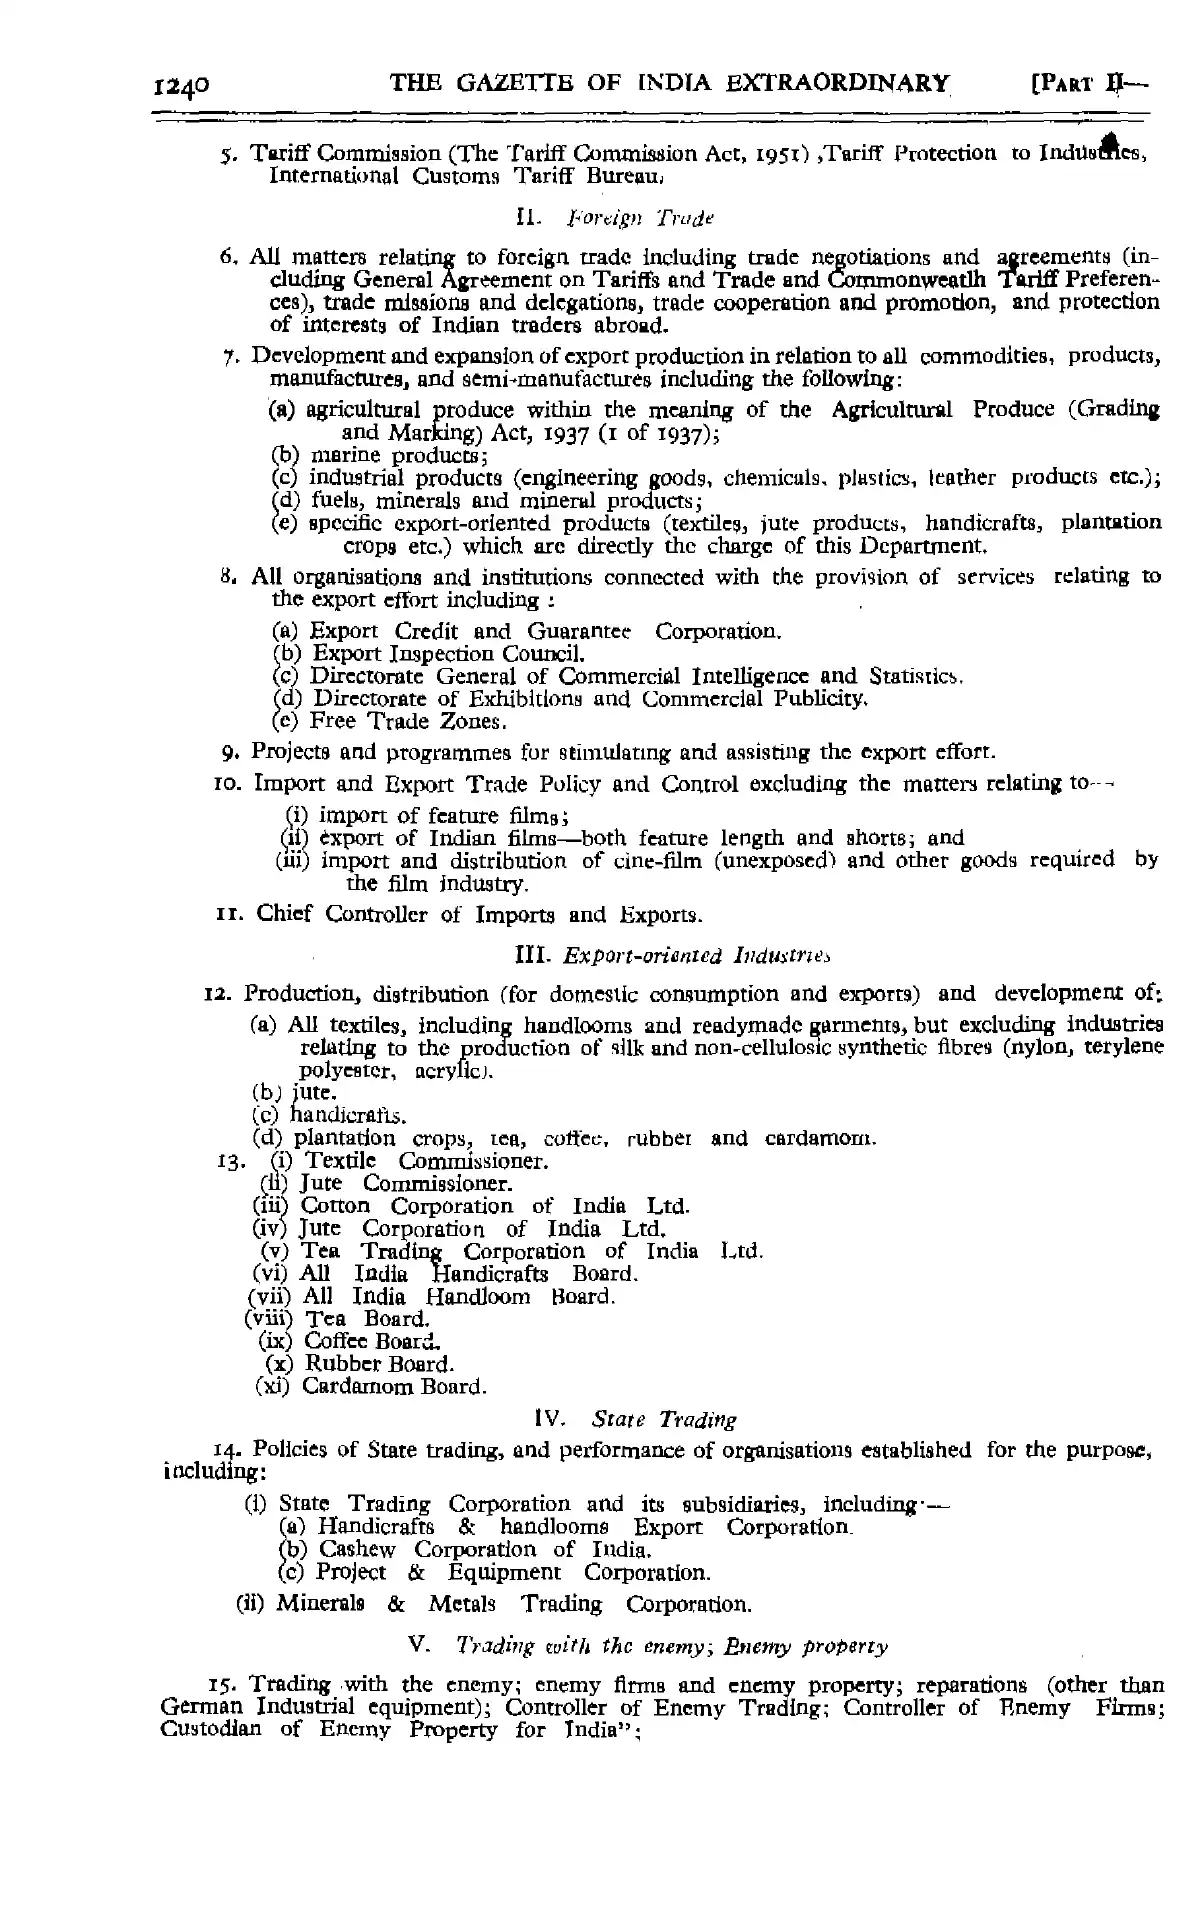 1240 THE GAZETTE OF INDIA EXTRAORDINARY [PART II—
5. Tariff Commission (The Tariff Commission Act, 1951) ,Tariff Protection to Industries,
International Customs Tariff Bureau,
II. Foreign Trade
6. All matters relating to foreign trade including trade negotiations and agreements (in-
cluding General Agreement on Tariffs and Trade and Commonweatlh Tariff Preferen-
ces), trade missions and delegations, trade cooperation and promotion, and protection
of interests of Indian traders abroad.
7. Development and expansion of export production in relation to all commodities, products,
manufactures, and semi-manufactures including the following:
(a) agricultural produce within the meaning of the Agricultural Produce (Grading
and Marking) Act, 1937 (1 of 1937);
(b) marine products;
(c) industrial products (engineering goods, chemicals, plastics, leather products etc.);
(d) fuels, minerals and mineral products;
(e) specific export-oriented products (textiles, jute products, handicrafts, plantation
crops etc.) which are directly the charge of this Department.
8. All organisations and institutions connected with the provision of services relating to
the export effort including :
(a) Export Credit and Guarantee Corporation.
(b) Export Inspection Council.
(c) Directorate General of Commercial Intelligence and Statistics.
(d) Directorate of Exhibitions and Commercial Publicity.
(e) Free Trade Zones.
9. Projects and programmes for stimulating and assisting the export effort.
10. Import and Export Trade Policy and Control excluding the matters relating to—
(i) import of feature films;
(ii) export of Indian films—both feature length and shorts; and
(iii) import and distribution of cine-film (unexposed) and other goods required by
the film industry.
11. Chief Controller of Imports and Exports.
III. Export-oriented Industries
12. Production, distribution (for domestic consumption and exports) and development of:
(a) All textiles, including handlooms and readymade garments, but excluding industries
relating to the production of silk and non-cellulosic synthetic fibres (nylon, terylene
polyester, acrylic).
(b) jute.
(c) handicrafts.
(d) plantation crops, tea, coffee, rubber and cardamom.
13. (i) Textile Commissioner.
(ii) Jute Commissioner.
(iii) Cotton Corporation of India Ltd.
(iv) Jute Corporation of India Ltd.
(v) Tea Trading Corporation of India Ltd.
(vi) All India Handicrafts Board.
(vii) All India Handloom Board.
(viii) Tea Board.
(ix) Coffee Board.
(x) Rubber Board.
(xi) Cardamom Board.
IV. State Trading
14. Policies of State trading, and performance of organisations established for the purpose,
including:
(i) State Trading Corporation and its subsidiaries, including—
(a) Handicrafts & handlooms Export Corporation.
(b) Cashew Corporation of India.
(c) Project & Equipment Corporation.
(ii) Minerals & Metals Trading Corporation.
V. Trading with the enemy; Enemy property
15. Trading with the enemy; enemy firms and enemy property; reparations (other than
German Industrial equipment); Controller of Enemy Trading; Controller of Enemy Firms;
Custodian of Enemy Property for India";